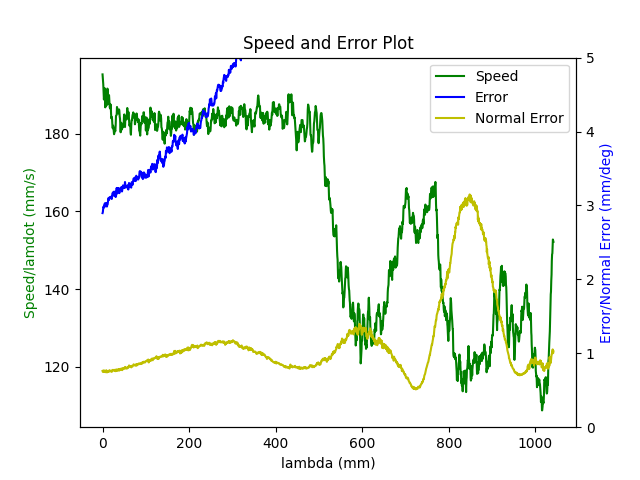 Speed and Error Plot
Speed
Error
Normal Error
Speed/lamdot (mm/s)
180
160
140
120
5
4
3
2
1
0
Error/Normal Error (mm/deg)
0 200 400 600 800 1000
lambda (mm)